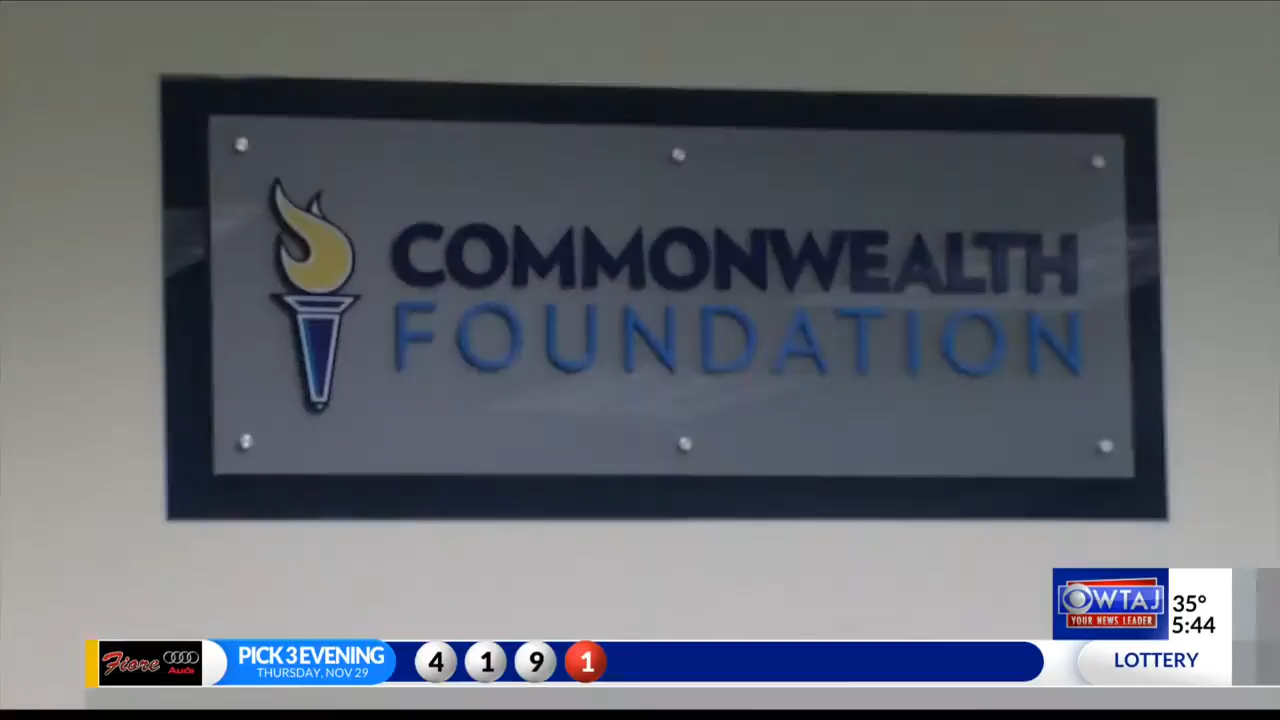 COMMONWEALTH
FOUNDATION
WTAJ
YOUR NEWS LEADER
35°
5:44
Fiore
Audi
PICK 3 EVENING
THURSDAY, NOV 29
4 1 9 1
LOTTERY